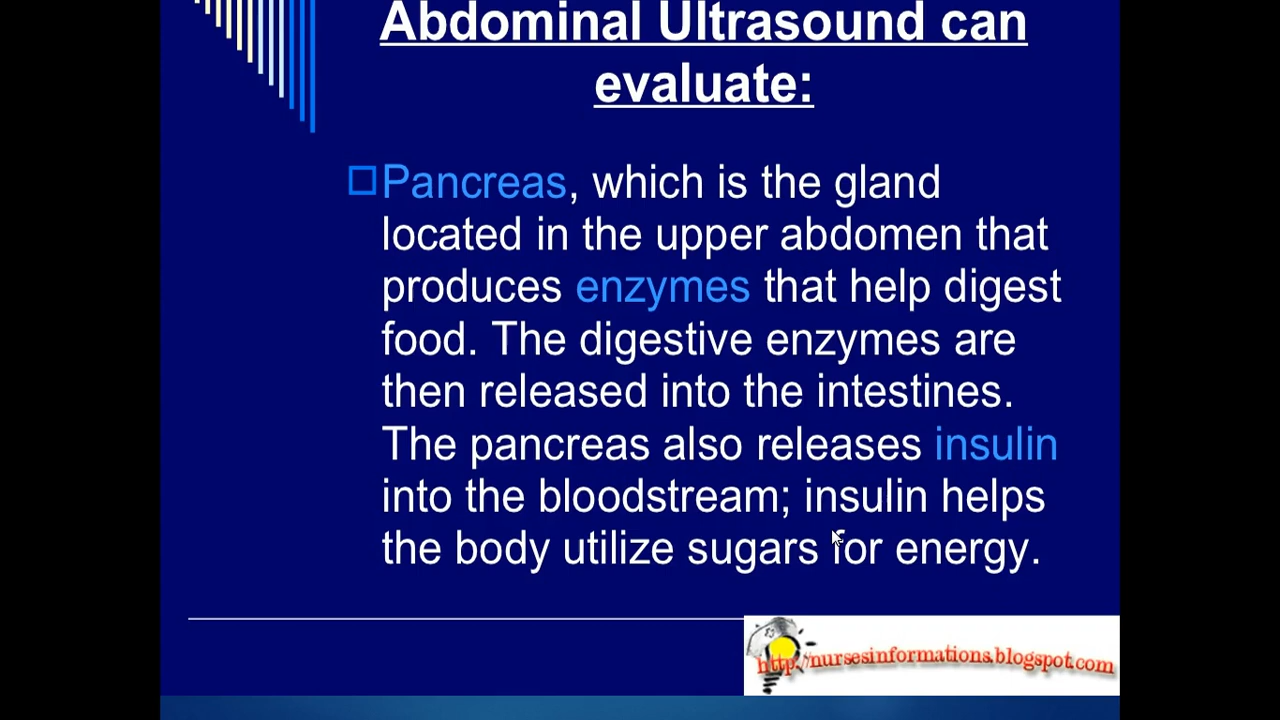 Abdominal Ultrasound can
evaluate:
Pancreas, which is the gland
located in the upper abdomen that
produces enzymes that help digest
food. The digestive enzymes are
then released into the intestines.
The pancreas also releases insulin
into the bloodstream; insulin helps
the body utilize sugars for energy.
http://nursesinformations.blogspot.com